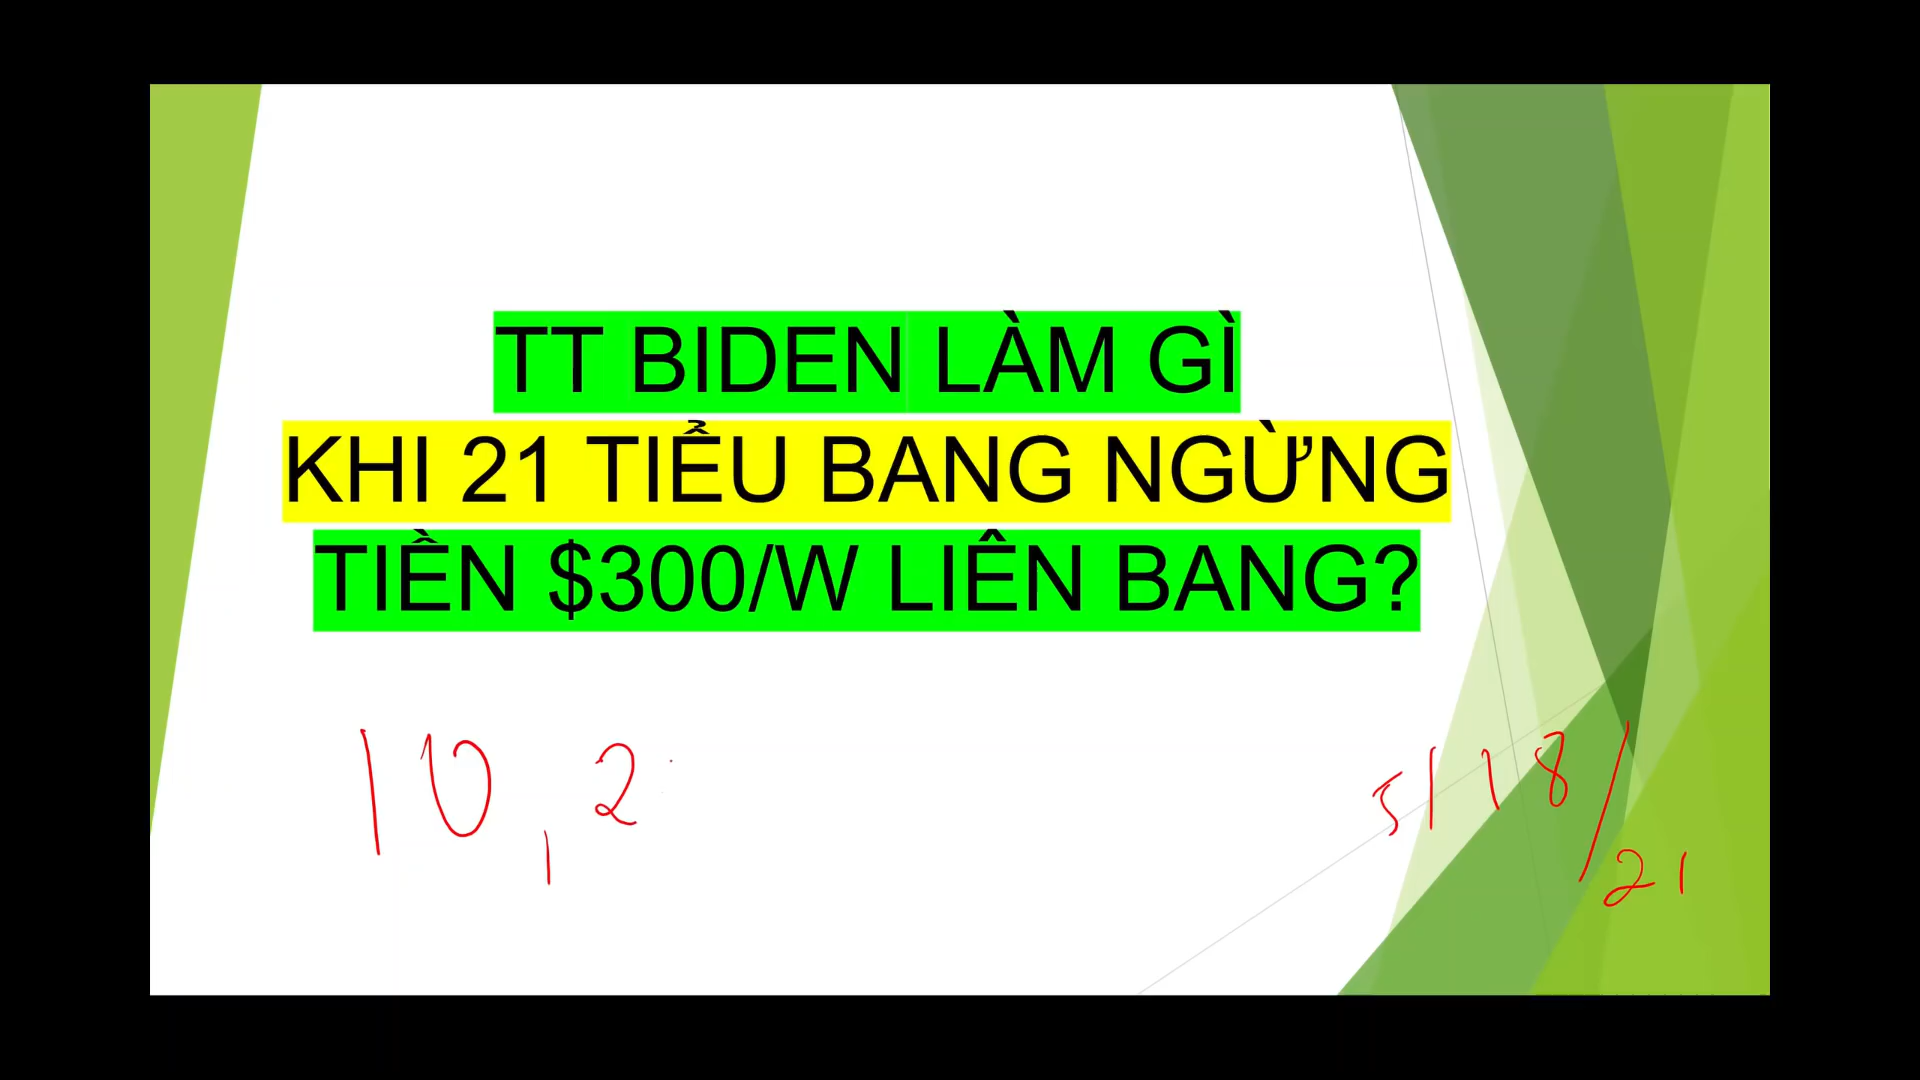 TT BIDEN LÀM GÌ
KHI 21 TIỂU BANG NGỪNG
TIỀN $300/W LIÊN BANG?
10,2
5/18/21